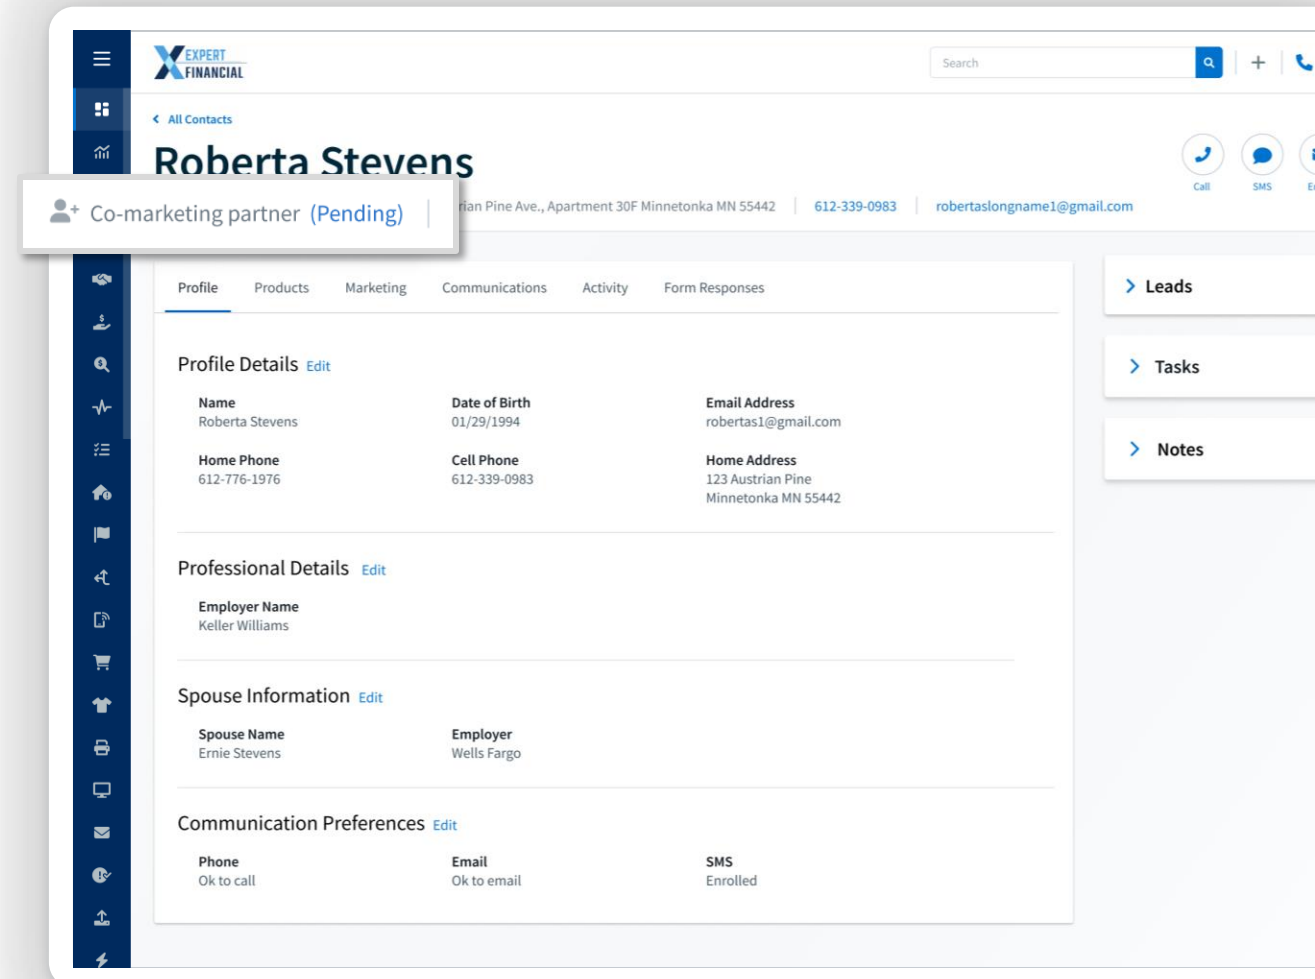 EXPERT
FINANCIAL
Search
All Contacts
Roberta Stevens
Call
SMS
Co-marketing partner (Pending)
Pine Ave., Apartment 30F Minnetonka MN 55442
612-339-0983
robertaslongname1@gmail.com
Profile
Products
Marketing
Communications
Activity
Form Responses
Leads
Tasks
Notes
Profile Details Edit
Name
Roberta Stevens
Date of Birth
01/29/1994
Email Address
robertas1@gmail.com
Home Phone
612-776-1976
Cell Phone
612-339-0983
Home Address
123 Austrian Pine
Minnetonka MN 55442
Professional Details Edit
Employer Name
Keller Williams
Spouse Information Edit
Spouse Name
Ernie Stevens
Employer
Wells Fargo
Communication Preferences Edit
Phone
Ok to call
Email
Ok to email
SMS
Enrolled